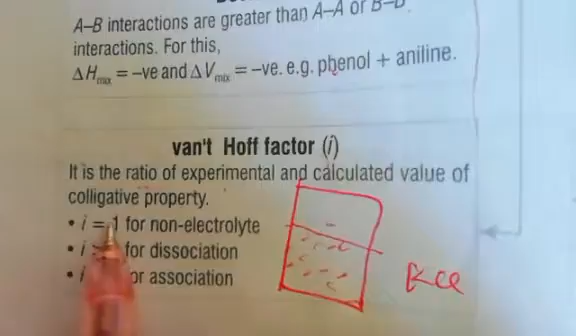 A–B interactions are greater than A–A or B–B
interactions. For this,
ΔHmix = –ve and ΔVmix = –ve. e.g. phenol + aniline.
van't Hoff factor (i)
It is the ratio of experimental and calculated value of
colligative property.
• i = 1 for non-electrolyte
• i for dissociation
• i or association